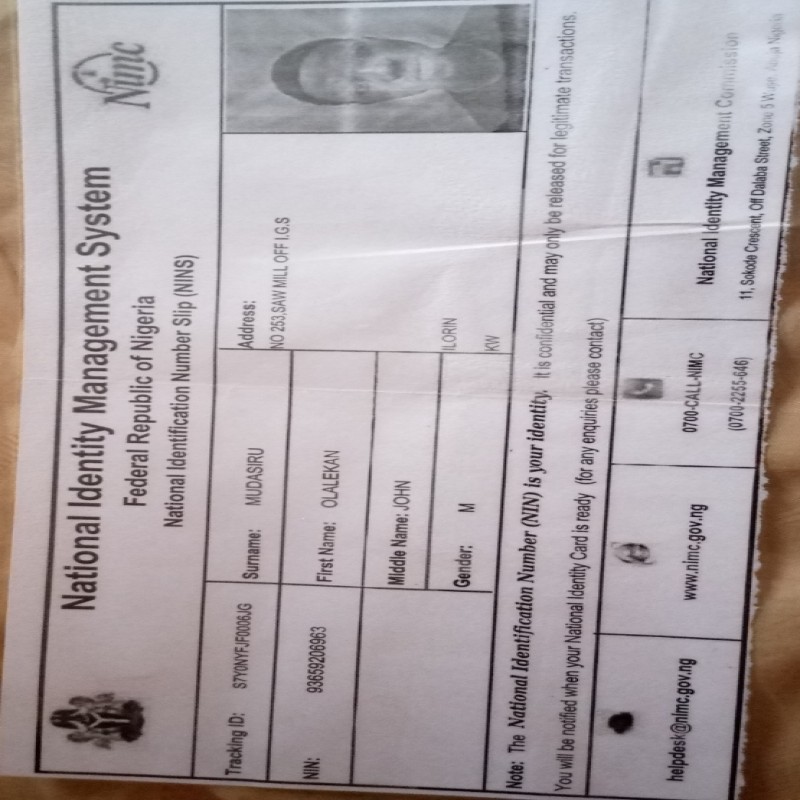 National Identity Management System
Federal Republic of Nigeria
National Identification Number Slip (NINS)
Nimc
Tracking ID: S7Y0NYFJF0006JG
Surname: MUDASIRU
Address:
NO 253,SAW MILL OFF I.G.S
NIN: 93659206963
First Name: OLALEKAN
Middle Name: JOHN
Gender: M
ILORIN
KW
Note: The National Identification Number (NIN) is your identity. It is confidential and may only be released for legitimate transactions.
You will be notified when your National Identity Card is ready (for any enquiries please contact)
helpdesk@nimc.gov.ng
www.nimc.gov.ng
0700-CALL-NIMC
(0700-2255-646)
National Identity Management Commission
11, Sokode Crescent, Off Dalaba Street, Zone 5 Wuse, Abuja Nigeria